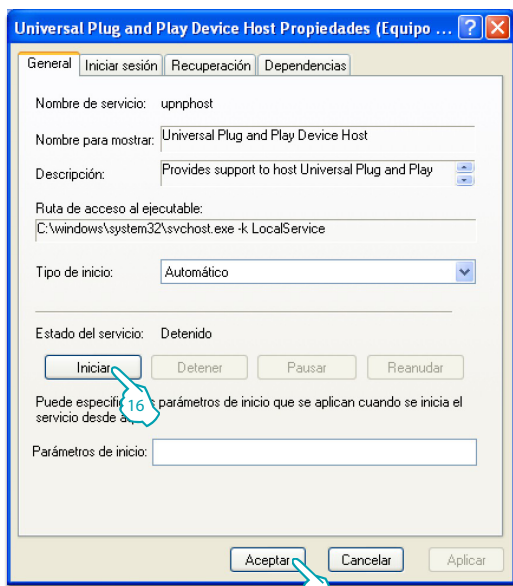 Universal Plug and Play Device Host Propiedades (Equipo ...
General Iniciar sesión Recuperación Dependencias
Nombre de servicio: upnphost
Nombre para mostrar: Universal Plug and Play Device Host
Descripción: Provides support to host Universal Plug and Play
Ruta de acceso al ejecutable:
C:\windows\system32\svchost.exe -k LocalService
Tipo de inicio: Automático
Estado del servicio: Detenido
Iniciar Detener Pausar Reanudar
16
Puede parámetros de inicio que se aplican cuando se inicia el
servicio desde
Parámetros de inicio:
Aceptar Cancelar Aplicar